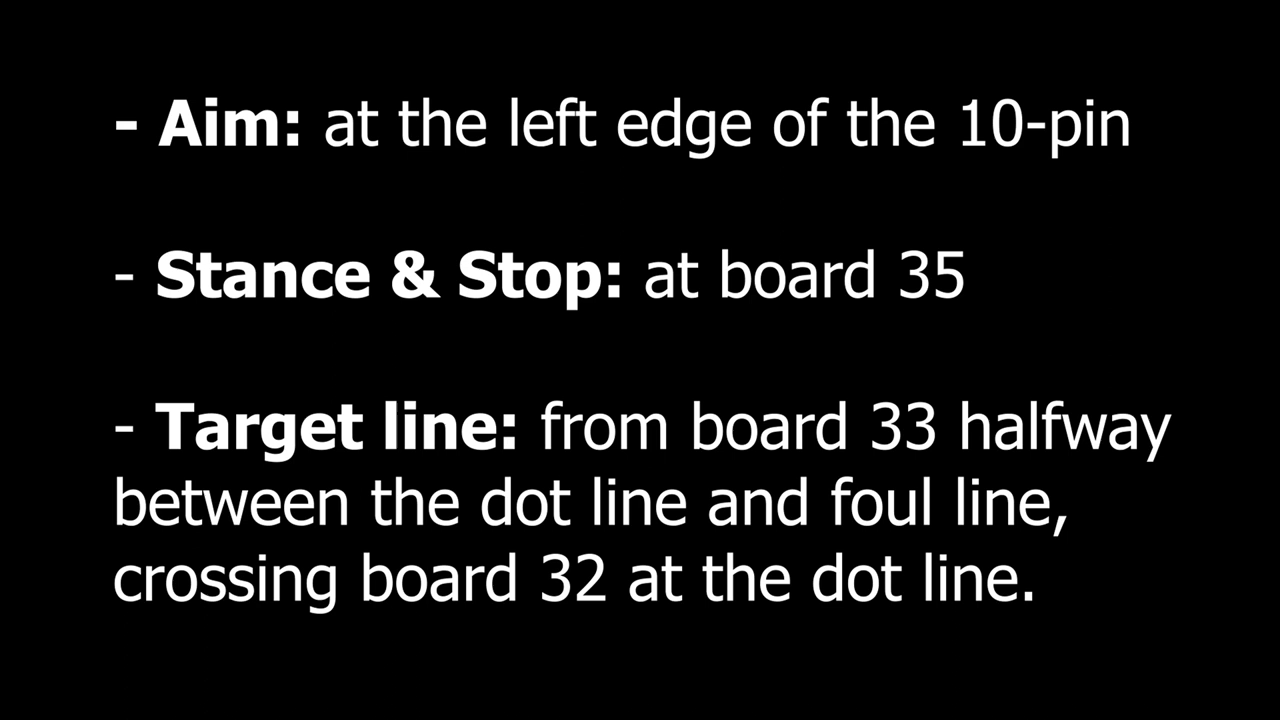 - Aim: at the left edge of the 10-pin
- Stance & Stop: at board 35
- Target line: from board 33 halfway
between the dot line and foul line,
crossing board 32 at the dot line.